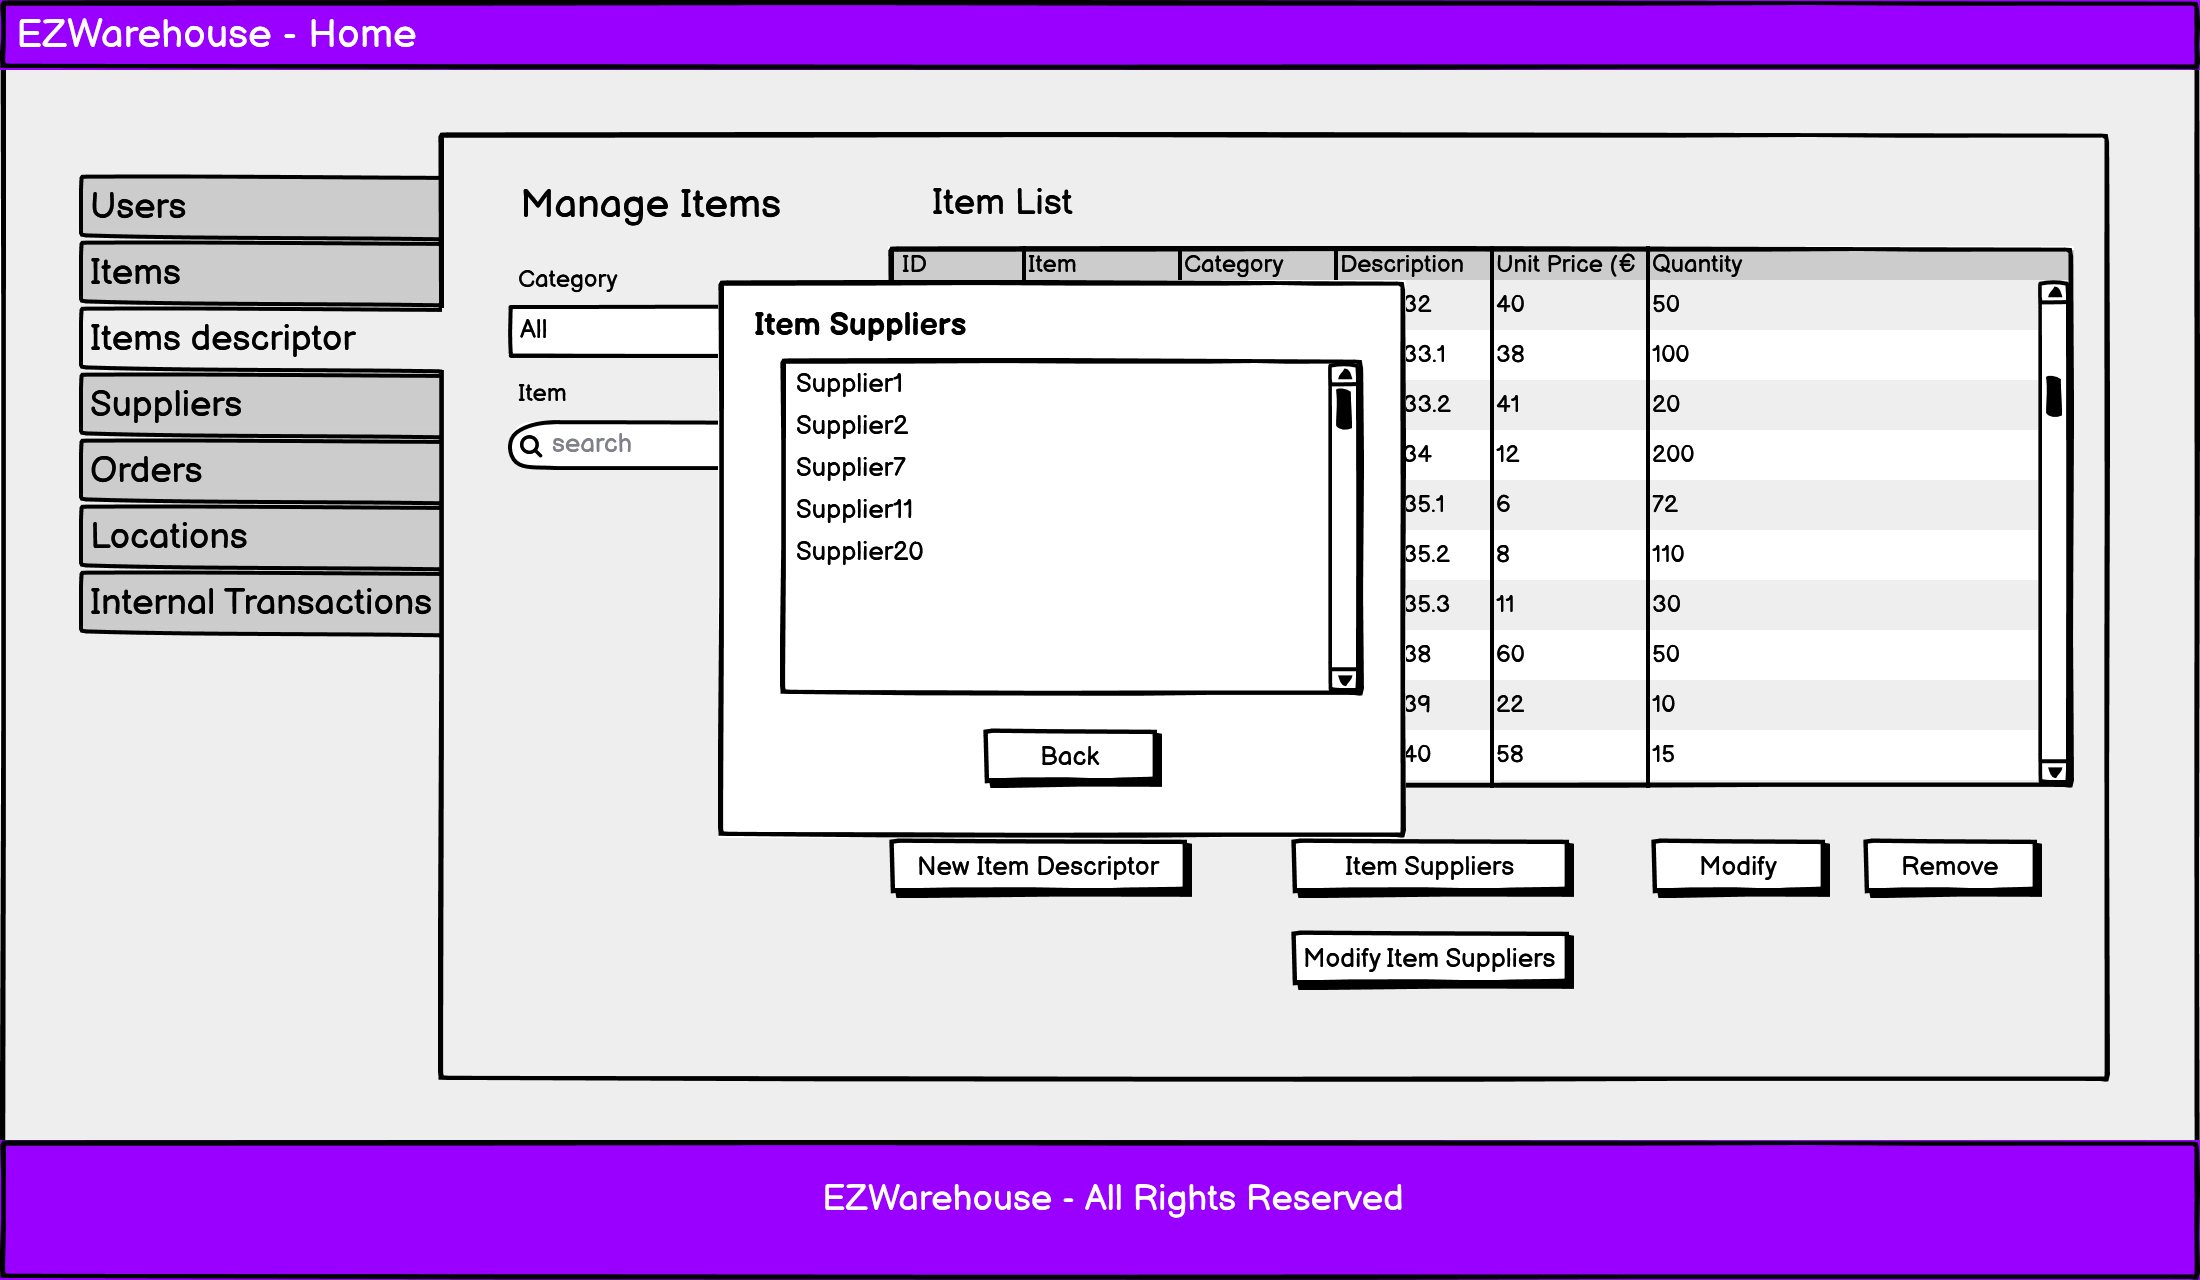 EZWarehouse - Home
Users
Items
Items descriptor
Suppliers
Orders
Locations
Internal Transactions
Manage Items
Category
All
Item
search
Item List
ID Item Category Description Unit Price (€ Quantity
32 40 50
33.1 38 100
33.2 41 20
34 12 200
35.1 6 72
35.2 8 110
35.3 11 30
38 60 50
39 22 10
40 58 15
Item Suppliers
Supplier1
Supplier2
Supplier7
Supplier11
Supplier20
Back
New Item Descriptor
Item Suppliers
Modify
Remove
Modify Item Suppliers
EZWarehouse - All Rights Reserved